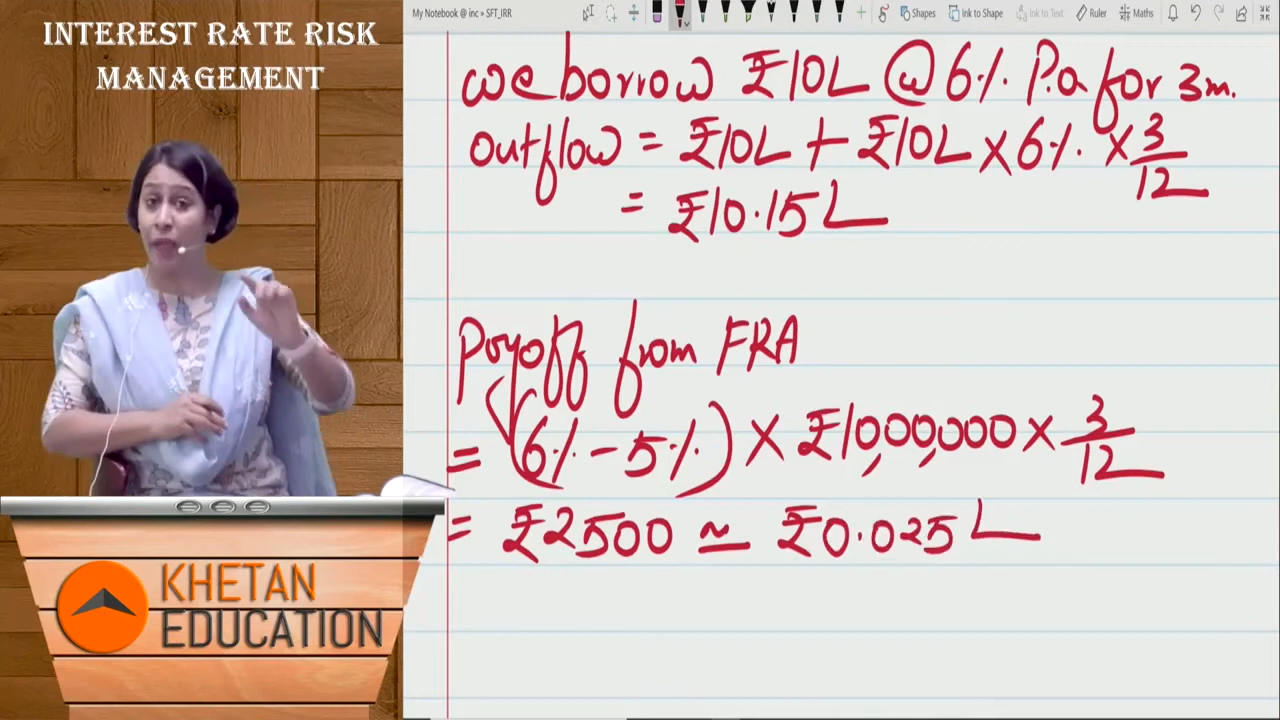 INTEREST RATE RISK
MANAGEMENT
My Notebook @ inc » SFT_IRR
Shapes
Ink to Shape
Ink to Text
Ruler
Maths
we borrow ₹10L @ 6% P.a for 3m.
outflow = ₹10L + ₹10L × 6% × 3/12
= ₹10.15L
Payoff from FRA
= (6% - 5%) × ₹10,00,000 × 3/12
= ₹2500 ≃ ₹0.025L
KHETAN
EDUCATION